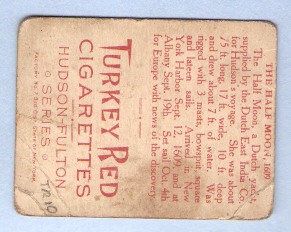 THE HALF MOON, 1609
The Half Moon, a Dutch yacht,
supplied by the Dutch East India Co.
for Hudson's voyage. She was about
75 ft. long, 17 ft. wide, 10 ft. deep
and drew about 7 ft. of water. Was
rigged with 3 masts, bowsprit, square
and lateen sails. Arrived in New
York Harbor Sept. 12, 1609, and at
Albany Sept. 19th. Set sail Oct. 4th
for Europe with news of the discovery.
TURKEY RED
CIGARETTES
HUDSON-FULTON
SERIES
TR10